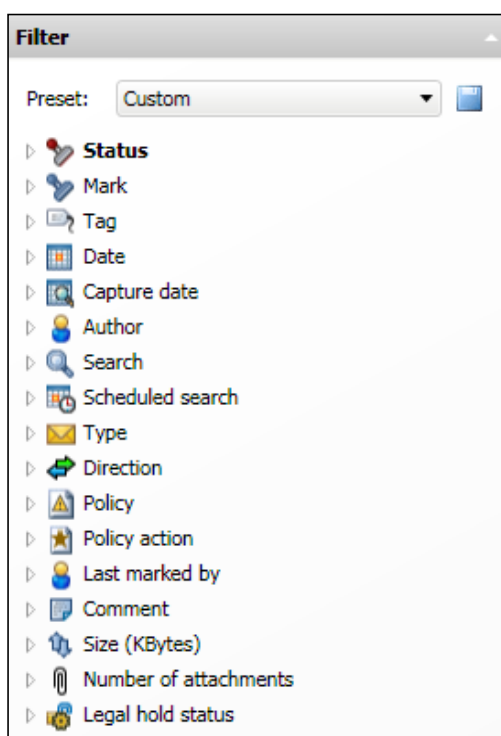 Filter
Preset: Custom
Status
Mark
Tag
Date
Capture date
Author
Search
Scheduled search
Type
Direction
Policy
Policy action
Last marked by
Comment
Size (KBytes)
Number of attachments
Legal hold status